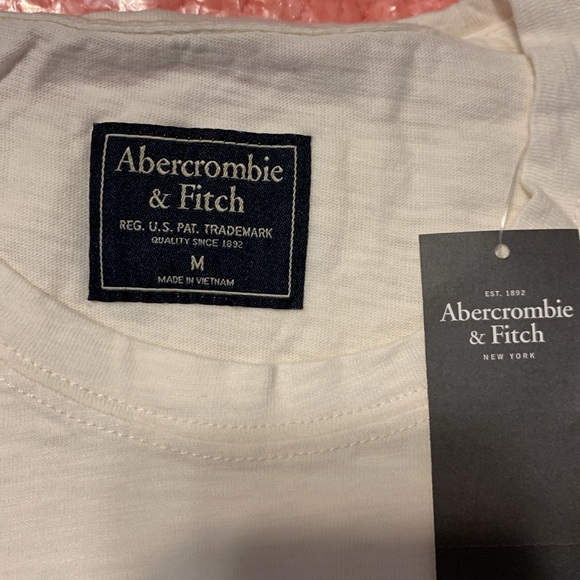 Abercrombie
& Fitch
REG. U.S. PAT. TRADEMARK
QUALITY SINCE 1892
M
MADE IN VIETNAM
EST. 1892
Abercrombie
& Fitch
NEW YORK